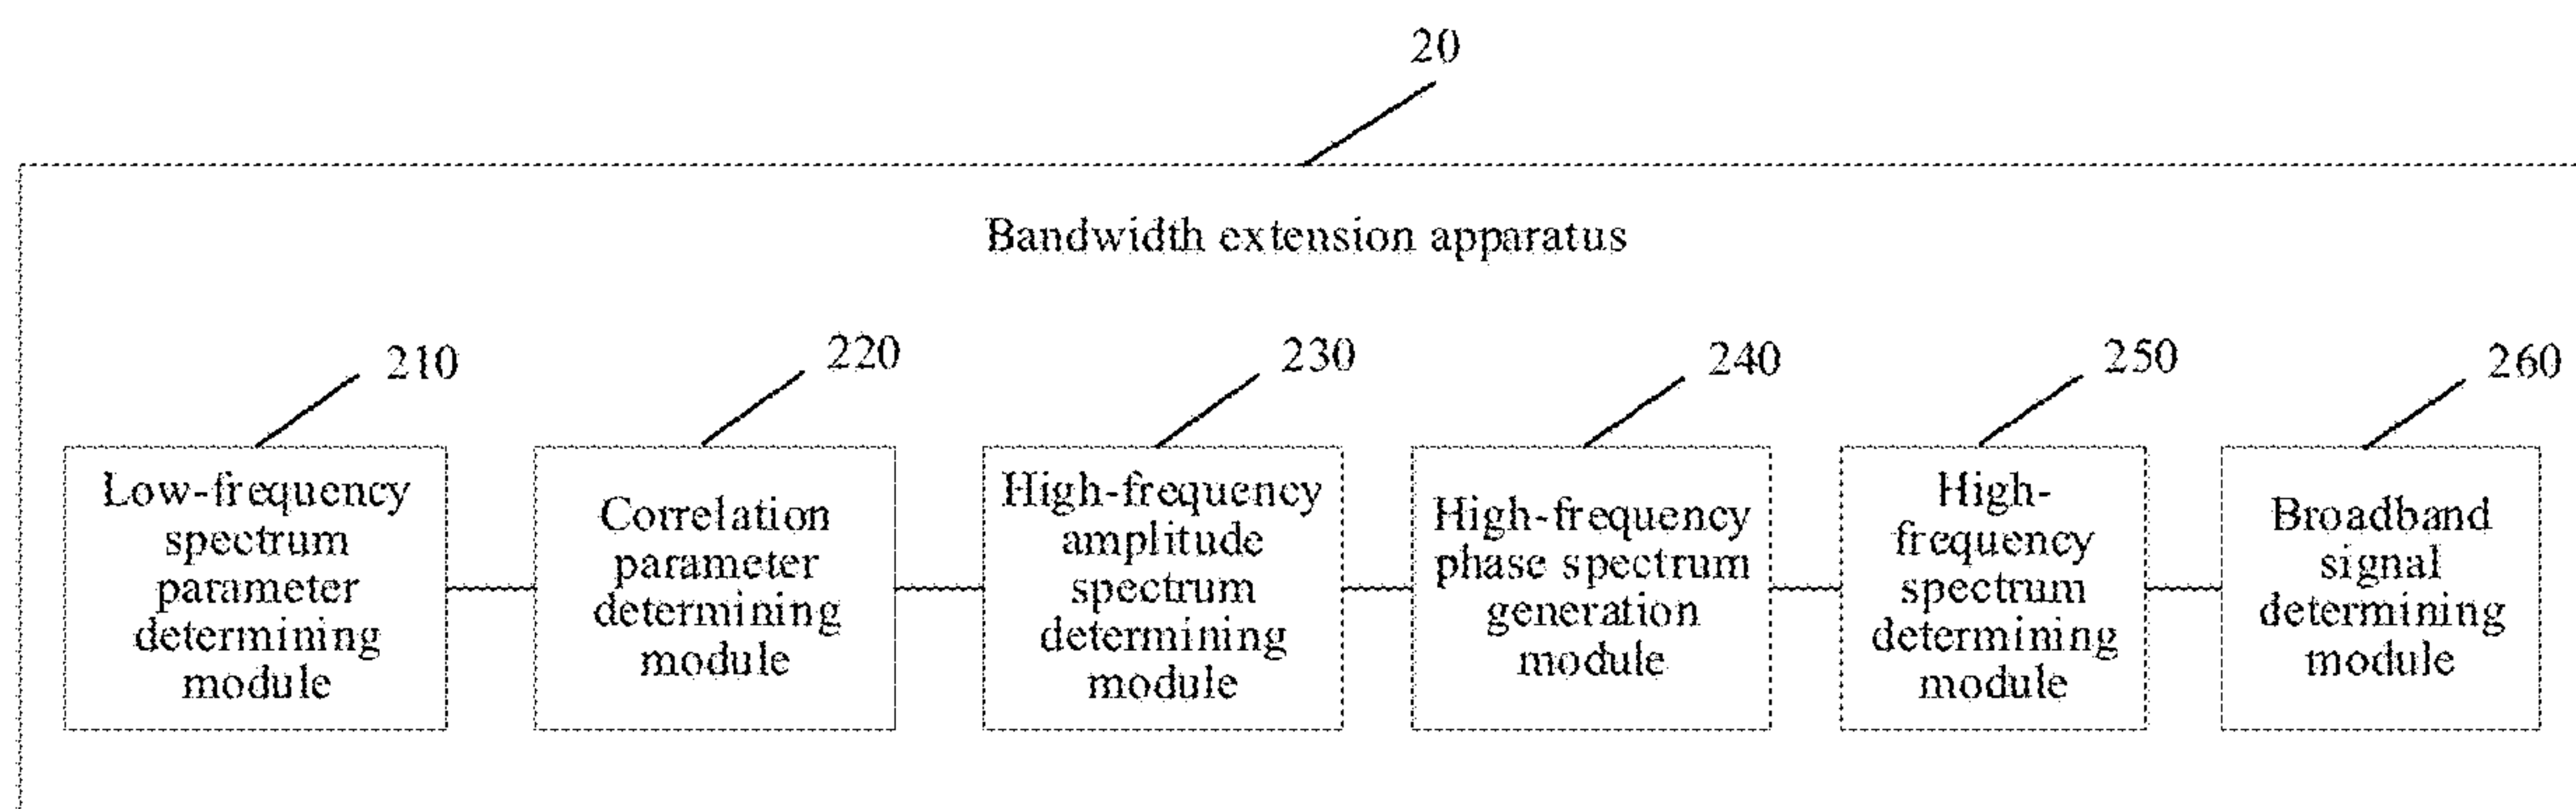 20
Bandwidth extension apparatus
210
220
230
240
250
260
Low-frequency
spectrum
parameter
determining
module
Correlation
parameter
determining
module
High-frequency
amplitude
spectrum
determining
module
High-frequency
phase spectrum
generation
module
High-
frequency
spectrum
determining
module
Broadband
signal
determining
module